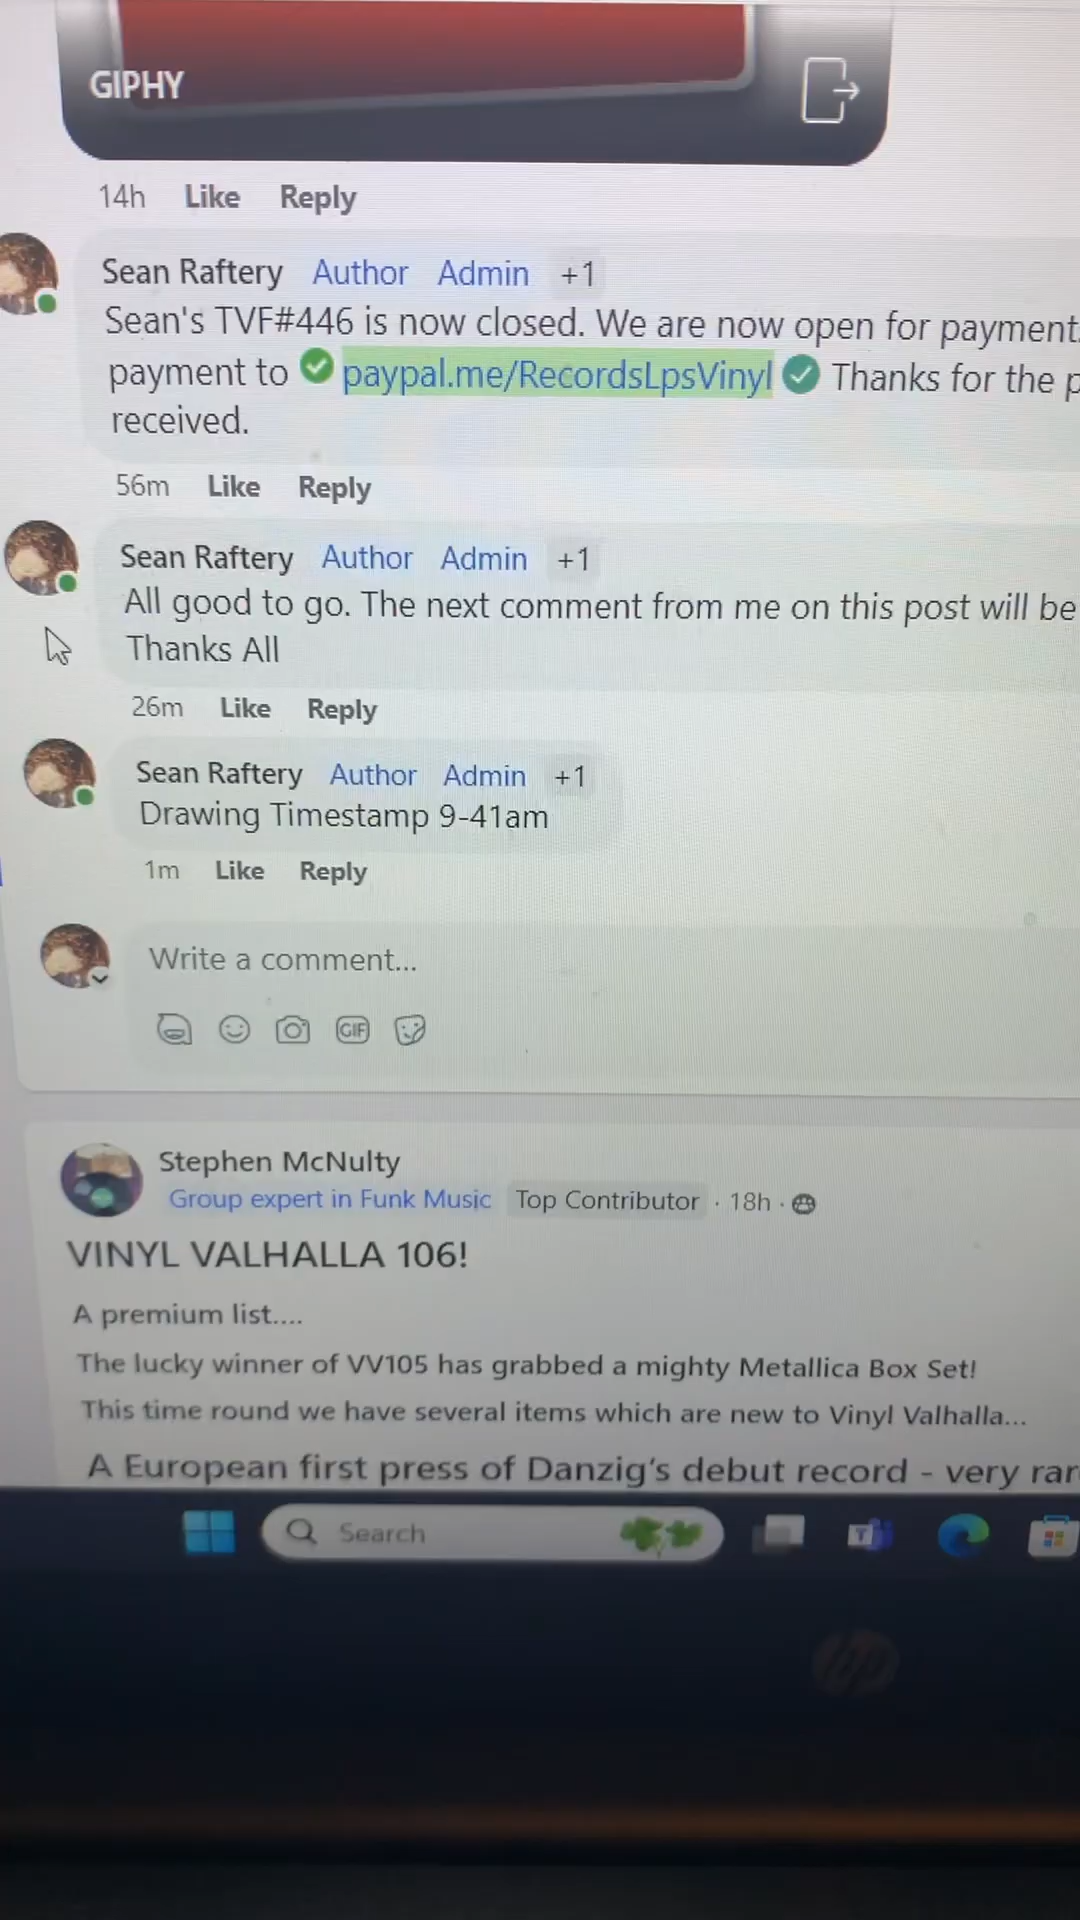 GIPHY
14h Like Reply
Sean Raftery Author Admin +1
Sean's TVF#446 is now closed. We are now open for payment
payment to paypal.me/RecordsLpsVinyl Thanks for the p
received.
56m Like Reply
Sean Raftery Author Admin +1
All good to go. The next comment from me on this post will be
Thanks All
26m Like Reply
Sean Raftery Author Admin +1
Drawing Timestamp 9-41am
1m Like Reply
Write a comment...
GIF
Stephen McNulty
Group expert in Funk Music Top Contributor · 18h ·
VINYL VALHALLA 106!
A premium list....
The lucky winner of VV105 has grabbed a mighty Metallica Box Set!
This time round we have several items which are new to Vinyl Valhalla...
A European first press of Danzig's debut record - very rar
Search
T
hp